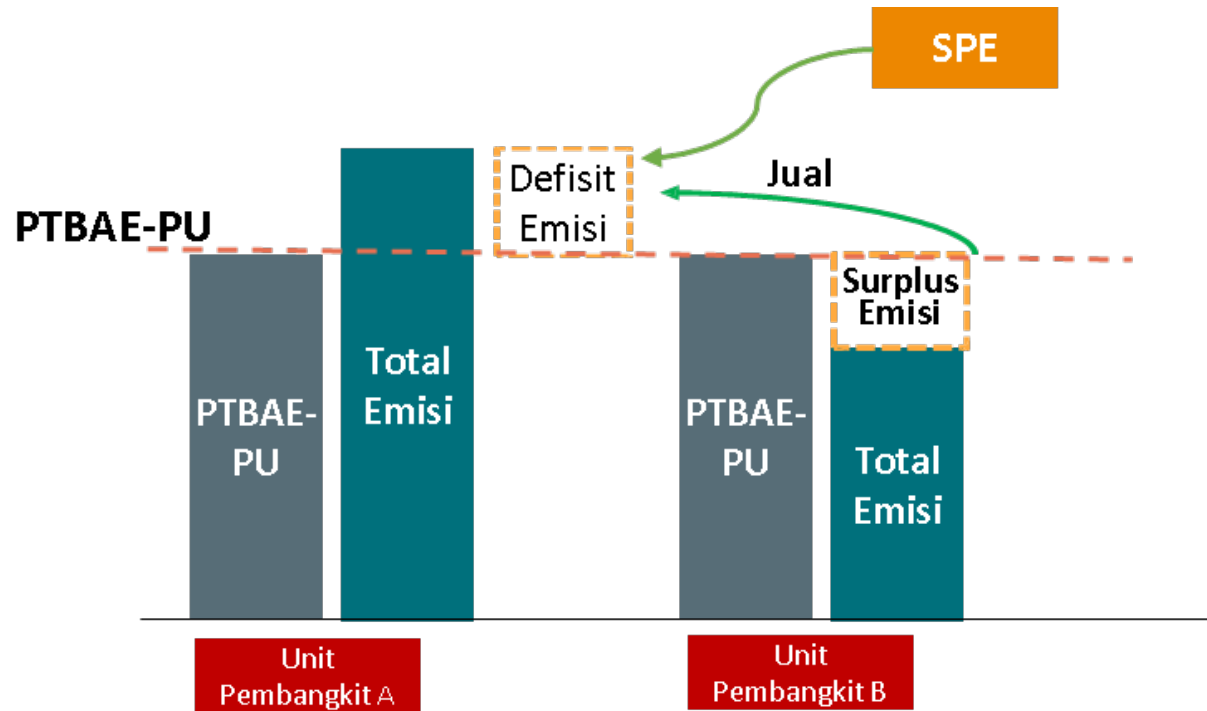 SPE
Defisit
Emisi
Jual
PTBAE-PU
Surplus
Emisi
PTBAE-
PU
Total
Emisi
PTBAE-
PU
Total
Emisi
Unit
Pembangkit A
Unit
Pembangkit B